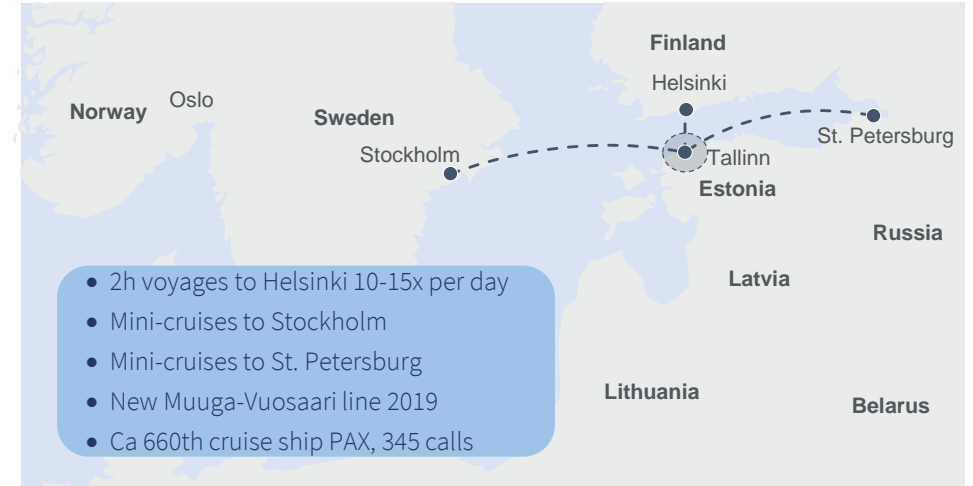 Finland
Helsinki
Norway
Oslo
Sweden
St. Petersburg
Stockholm
Tallinn
Estonia
Russia
Latvia
• 2h voyages to Helsinki 10-15x per day
• Mini-cruises to Stockholm
• Mini-cruises to St. Petersburg
• New Muuga-Vuosaari line 2019
• Ca 660th cruise ship PAX, 345 calls
Lithuania
Belarus